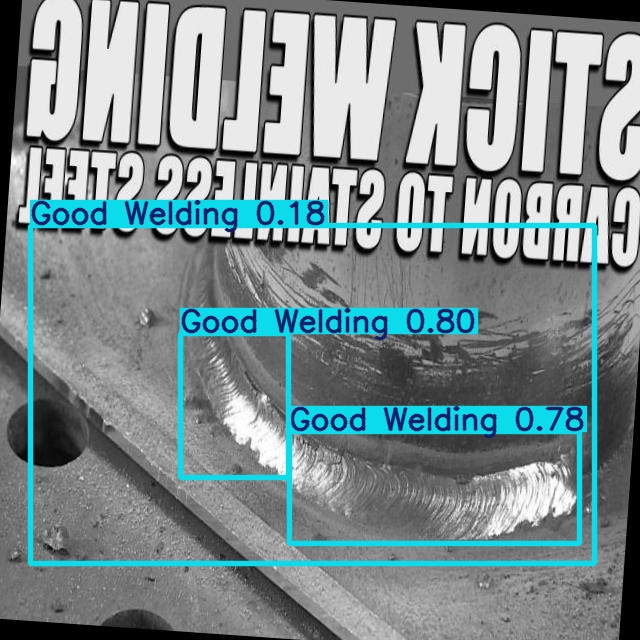 STICK WELDING
CARBON TO STAINLESS STEEL
Good Welding 0.18
Good Welding 0.80
Good Welding 0.78